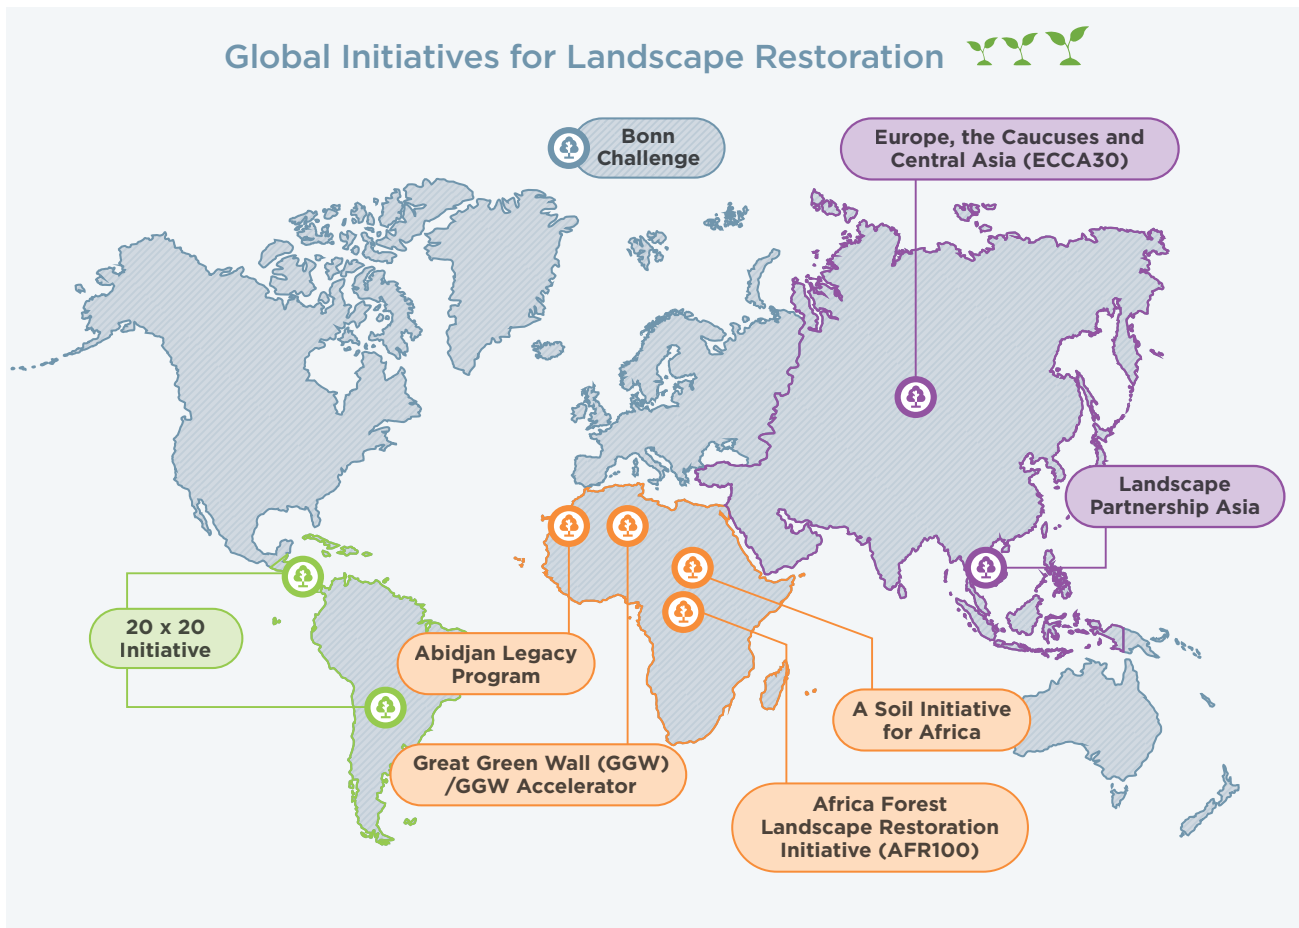 Global Initiatives for Landscape Restoration
Bonn
Challenge
Europe, the Caucuses and
Central Asia (ECCA30)
Landscape
Partnership Asia
20 x 20
Initiative
Abidjan Legacy
Program
A Soil Initiative
for Africa
Great Green Wall (GGW)
/GGW Accelerator
Africa Forest
Landscape Restoration
Initiative (AFR100)